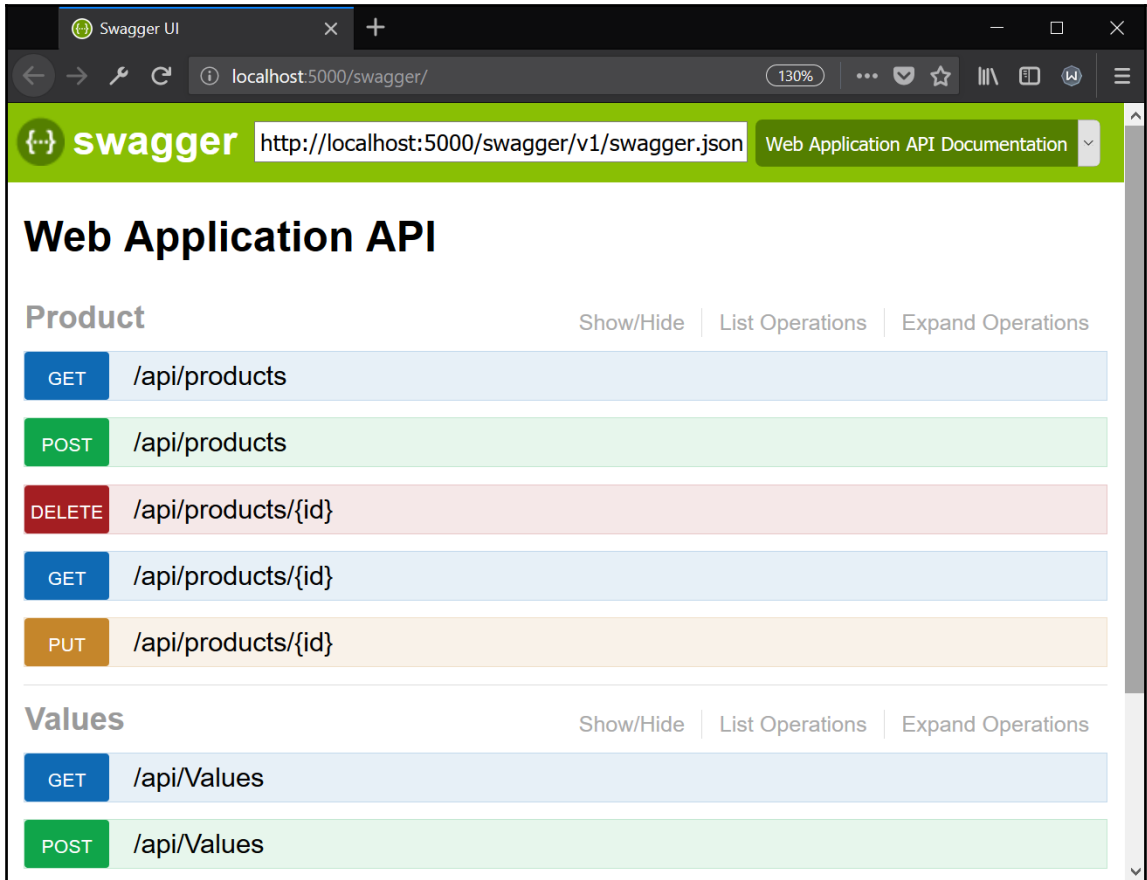 Swagger UI
localhost:5000/swagger/ 130%
{···} swagger http://localhost:5000/swagger/v1/swagger.json Web Application API Documentation
Web Application API
Product Show/Hide List Operations Expand Operations
GET /api/products
POST /api/products
DELETE /api/products/{id}
GET /api/products/{id}
PUT /api/products/{id}
Values Show/Hide List Operations Expand Operations
GET /api/Values
POST /api/Values